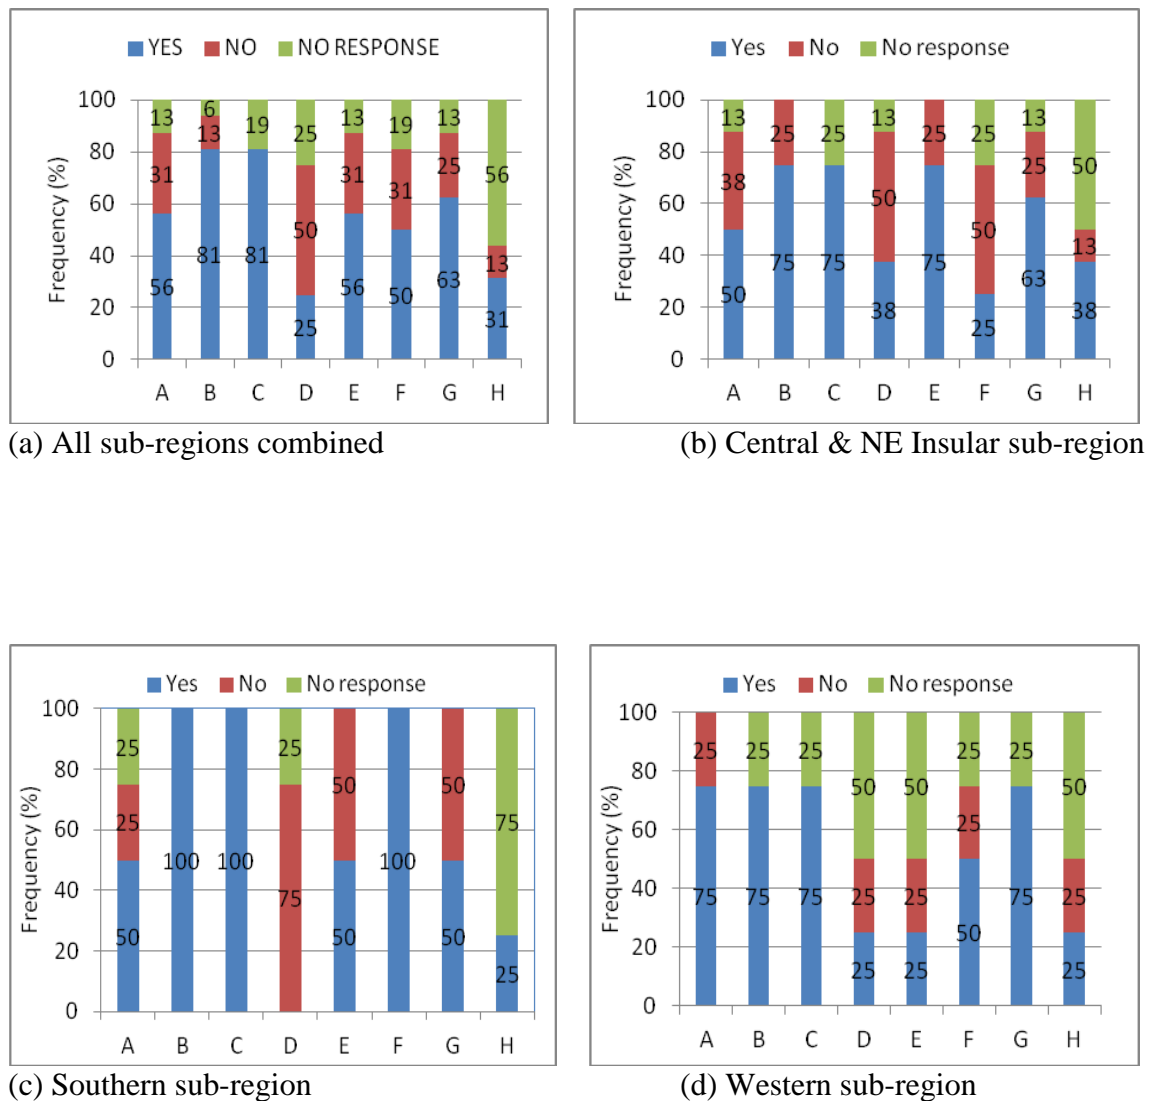 YES NO NO RESPONSE
100
80
60
40
20
0
Frequency (%)
13 6 19 25 13 19 13 56
31 13 50 31 31 25 13
56 81 81 25 56 50 63 31
A B C D E F G H
(a) All sub-regions combined
Yes No No response
100
80
60
40
20
0
Frequency (%)
13 25 25 13 25 25 13 50
38 50 50 25 13
50 75 75 38 75 25 63 38
A B C D E F G H
(b) Central & NE Insular sub-region
Yes No No response
100
80
60
40
20
0
Frequency (%)
25 25 50 50 75
25 75
50 100 100 50 100 50 25
A B C D E F G H
(c) Southern sub-region
Yes No No response
100
80
60
40
20
0
Frequency (%)
25 25 25 50 50 25 25 50
25 25 25 25
75 75 75 25 25 50 75 25
A B C D E F G H
(d) Western sub-region